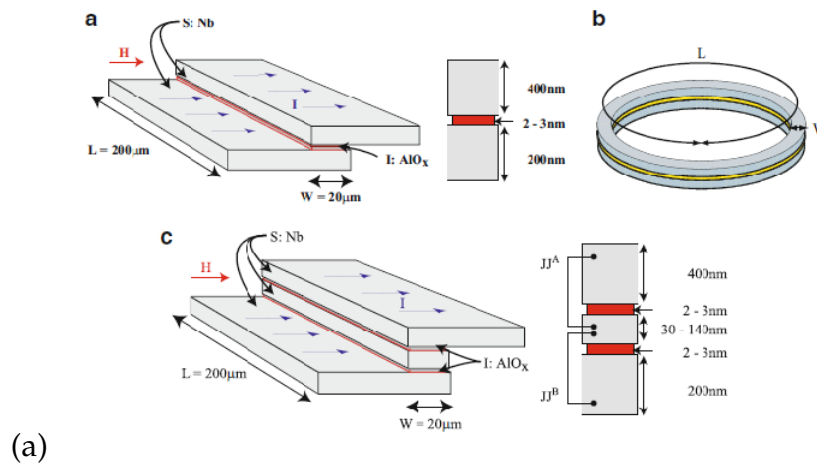 a
S: Nb
H
I
L = 200μm
I: AlOx
W = 20μm
400nm
2 - 3nm
200nm
b
L
c
S: Nb
H
I
L = 200μm
I: AlOx
W = 20μm
JJA
JJB
400nm
2 - 3nm
30 - 140nm
2 - 3nm
200nm
(a)